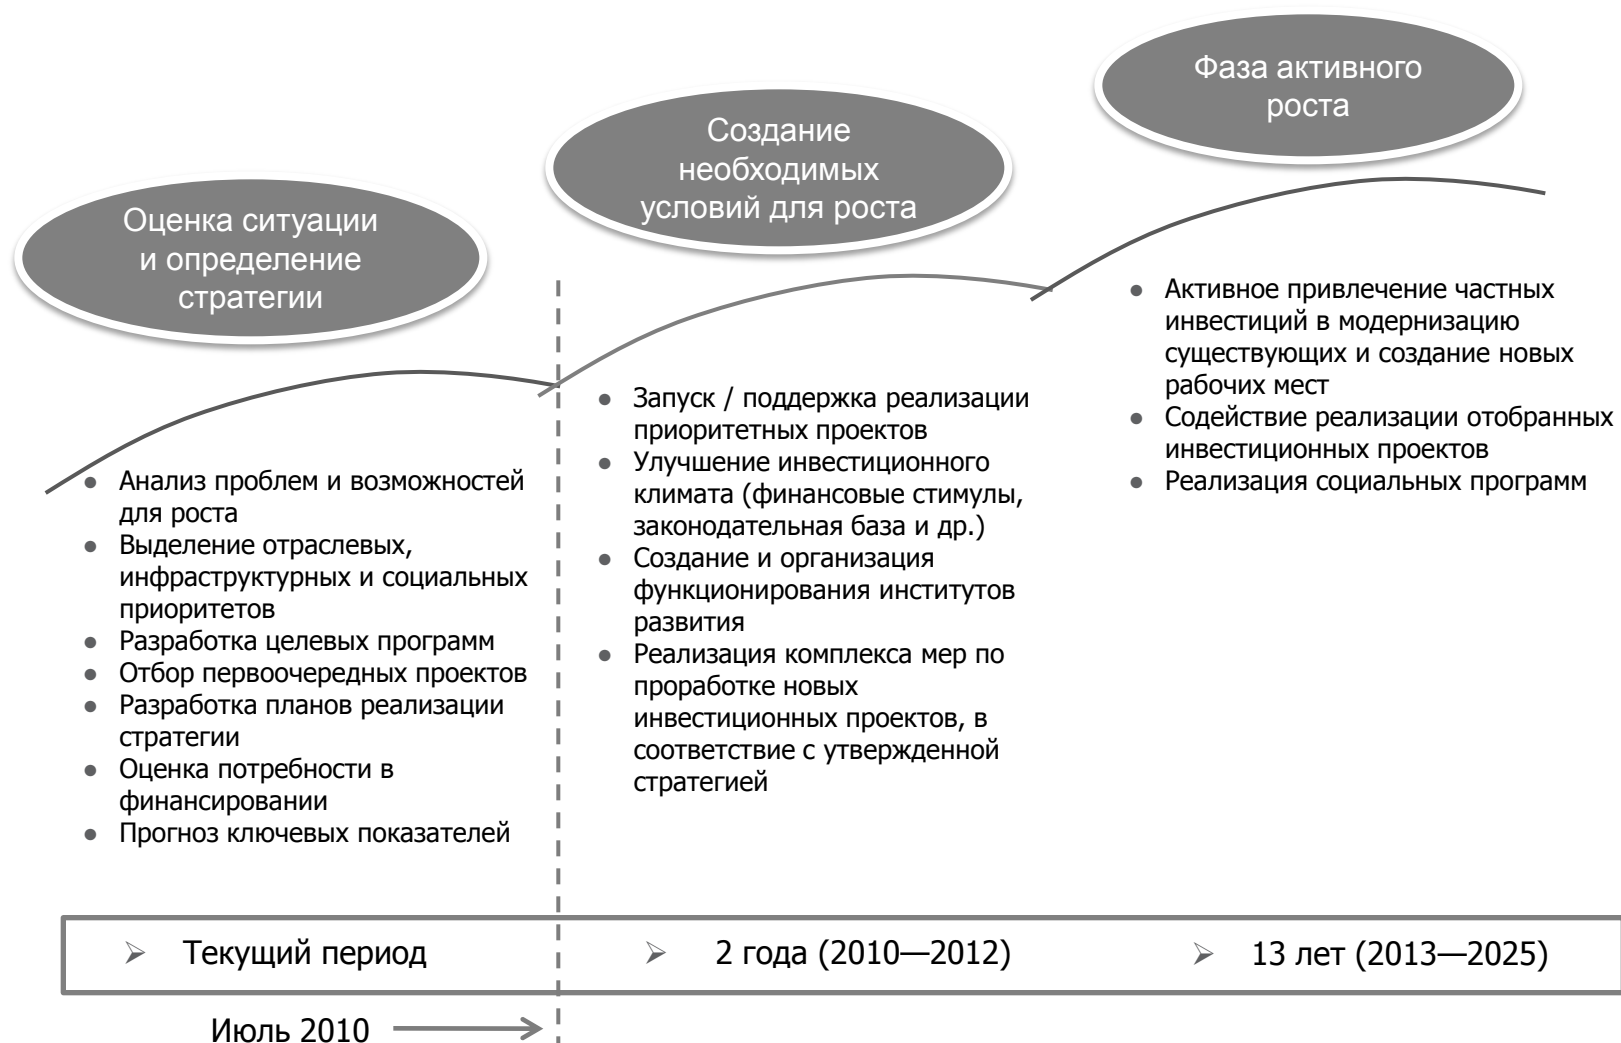 Оценка ситуации
и определение
стратегии
● Анализ проблем и возможностей
для роста
● Выделение отраслевых,
инфраструктурных и социальных
приоритетов
● Разработка целевых программ
● Отбор первоочередных проектов
● Разработка планов реализации
стратегии
● Оценка потребности в
финансировании
● Прогноз ключевых показателей
Создание
необходимых
условий для роста
● Запуск / поддержка реализации
приоритетных проектов
● Улучшение инвестиционного
климата (финансовые стимулы,
законодательная база и др.)
● Создание и организация
функционирования институтов
развития
● Реализация комплекса мер по
проработке новых
инвестиционных проектов, в
соответствие с утвержденной
стратегией
Фаза активного
роста
● Активное привлечение частных
инвестиций в модернизацию
существующих и создание новых
рабочих мест
● Содействие реализации отобранных
инвестиционных проектов
● Реализация социальных программ
➢ Текущий период
➢ 2 года (2010—2012)
➢ 13 лет (2013—2025)
Июль 2010